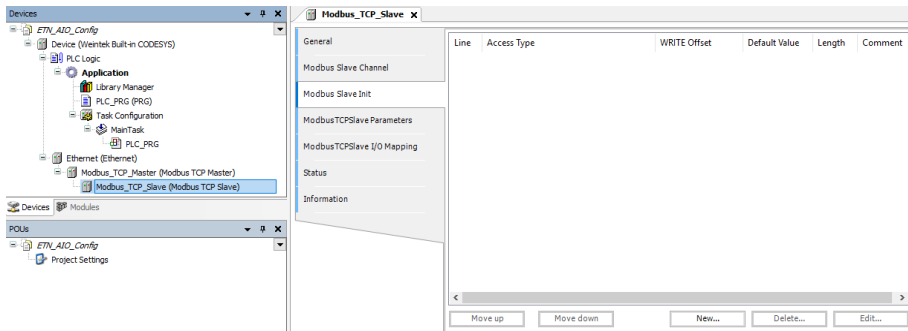 Devices
ETN_AIO_Config
Device (Weintek Built-in CODESYS)
PLC Logic
Application
Library Manager
PLC_PRG (PRG)
Task Configuration
MainTask
PLC_PRG
Ethernet (Ethernet)
Modbus_TCP_Master (Modbus TCP Master)
Modbus_TCP_Slave (Modbus TCP Slave)
Devices Modules
POUs
ETN_AIO_Config
Project Settings
Modbus_TCP_Slave
General
Modbus Slave Channel
Modbus Slave Init
ModbusTCPSlave Parameters
ModbusTCPSlave I/O Mapping
Status
Information
Line Access Type WRITE Offset Default Value Length Comment
Move up Move down New... Delete... Edit...